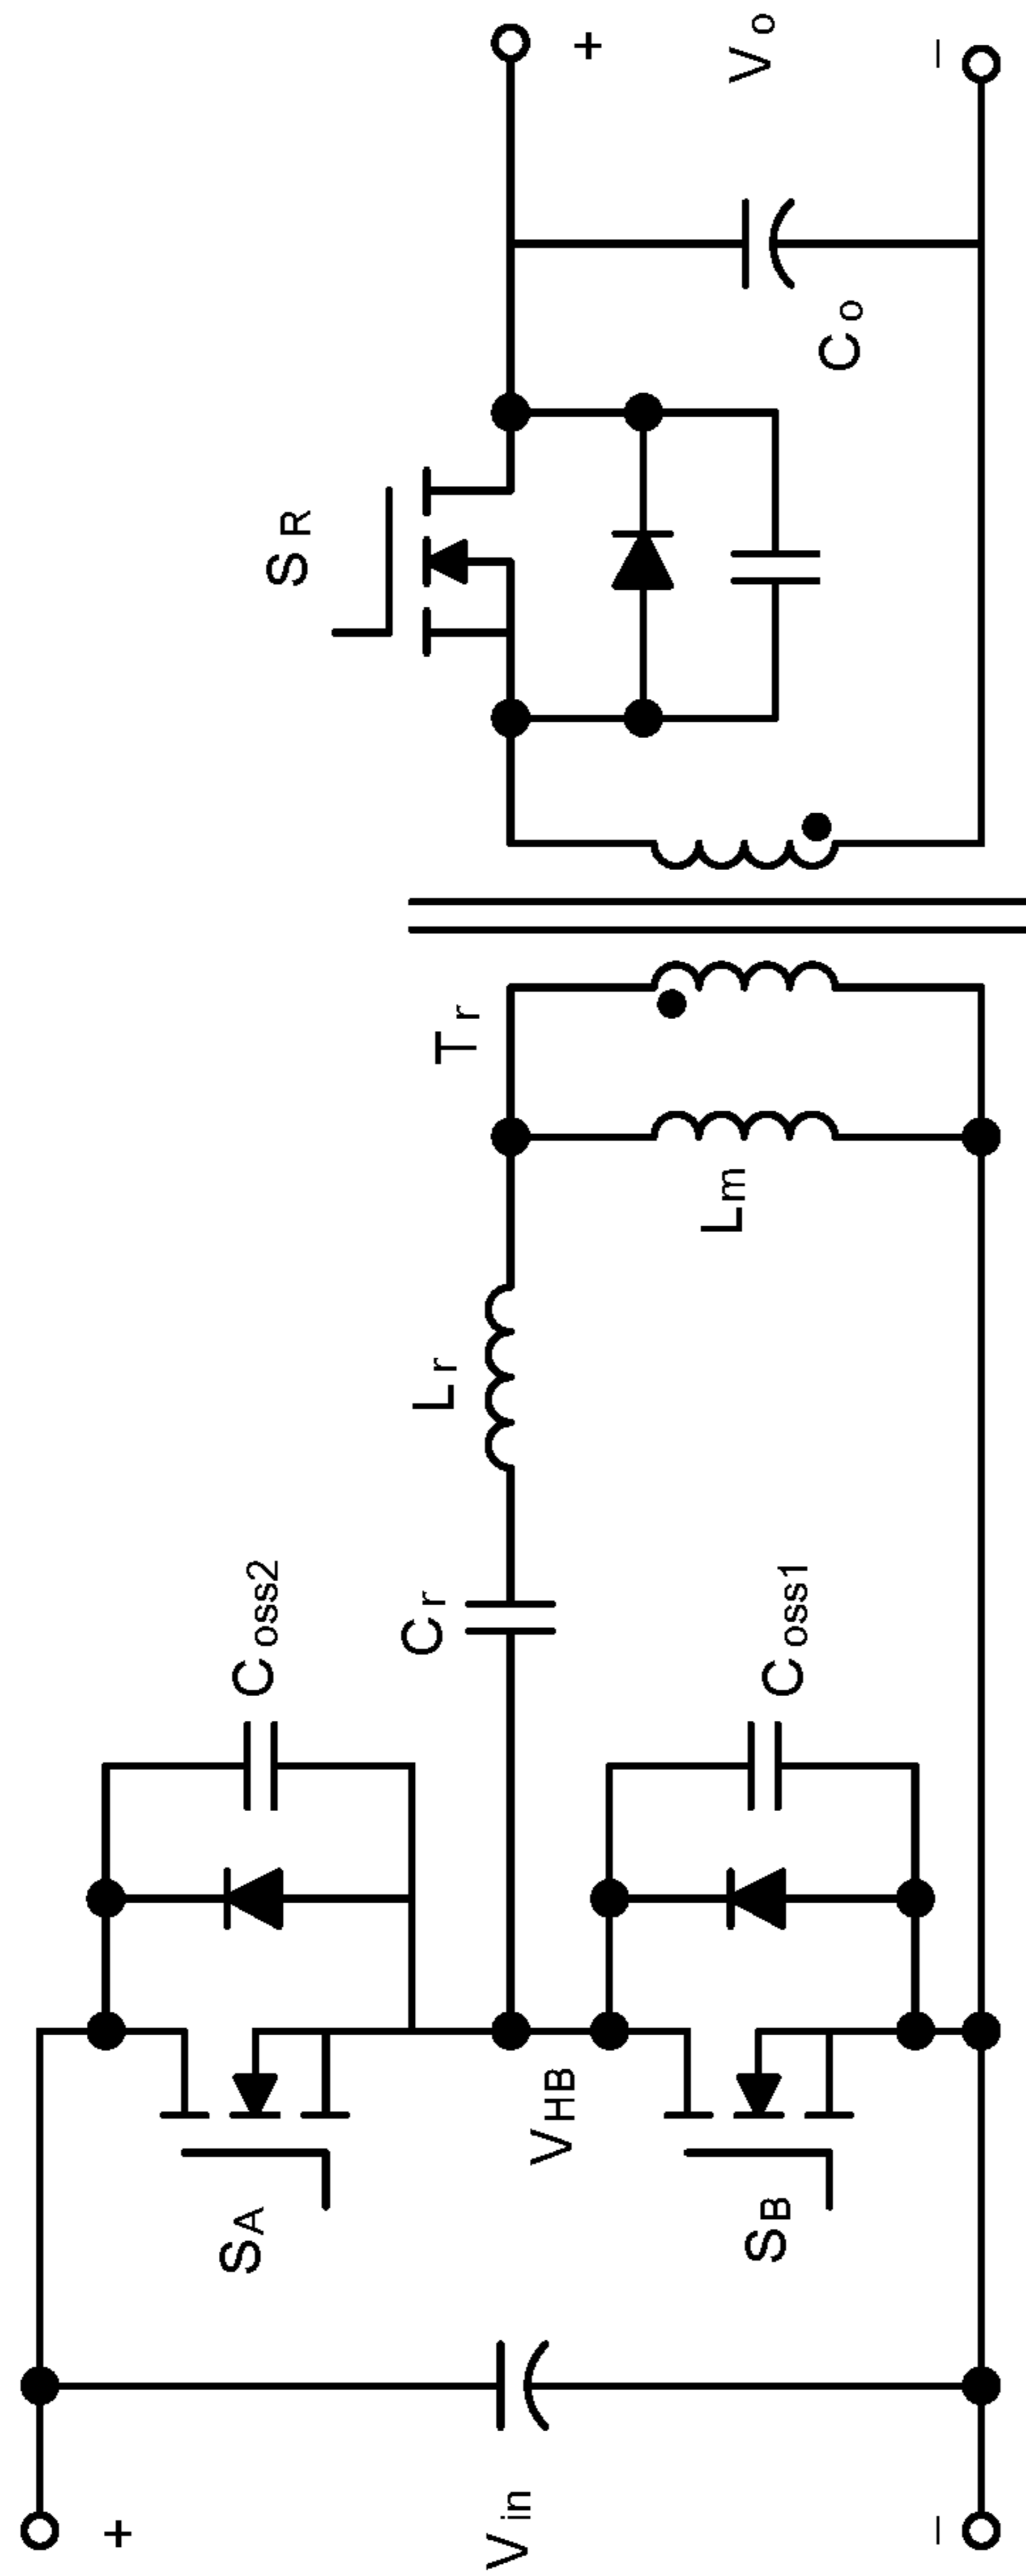 +
Vin
−
SA
SB
VHB
Coss2
Coss1
Cr
Lr
Lm
Tr
SR
Co
+
Vo
−